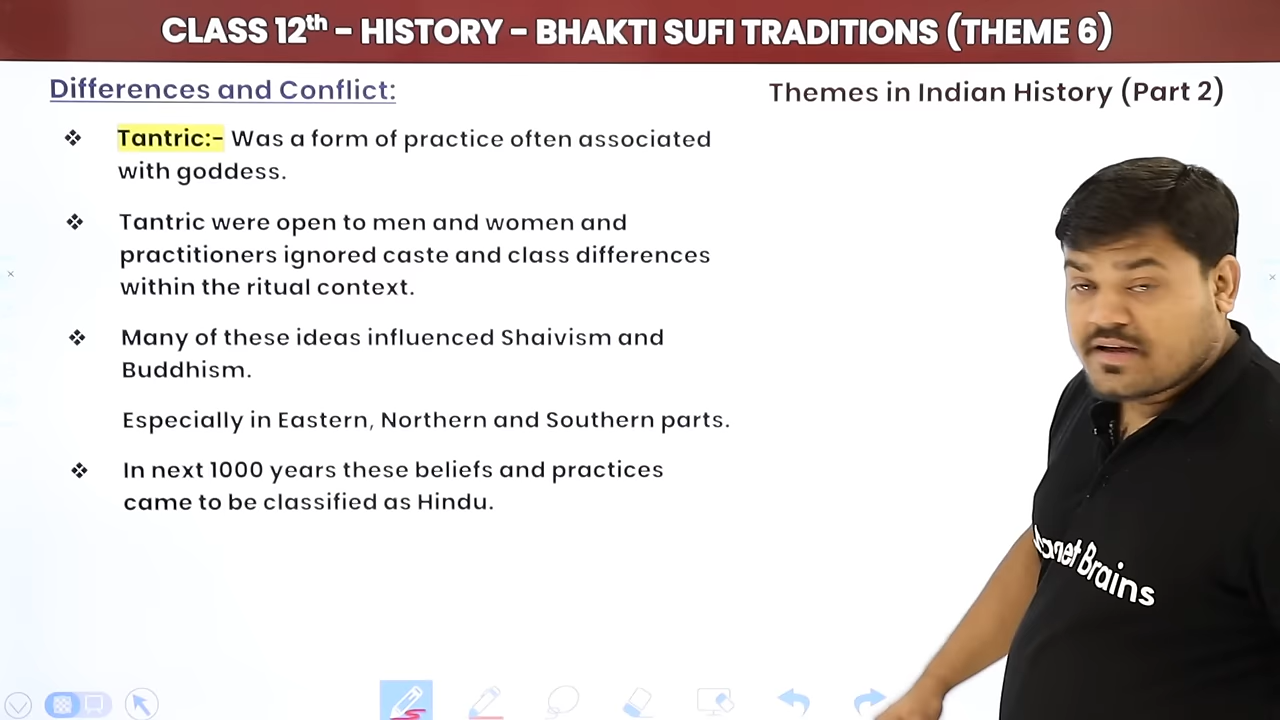 CLASS 12th – HISTORY – BHAKTI SUFI TRADITIONS (THEME 6)
Differences and Conflict:
Themes in Indian History (Part 2)
❖ Tantric:- Was a form of practice often associated
with goddess.
❖ Tantric were open to men and women and
practitioners ignored caste and class differences
within the ritual context.
❖ Many of these ideas influenced Shaivism and
Buddhism.
Especially in Eastern, Northern and Southern parts.
❖ In next 1000 years these beliefs and practices
came to be classified as Hindu.
Brains